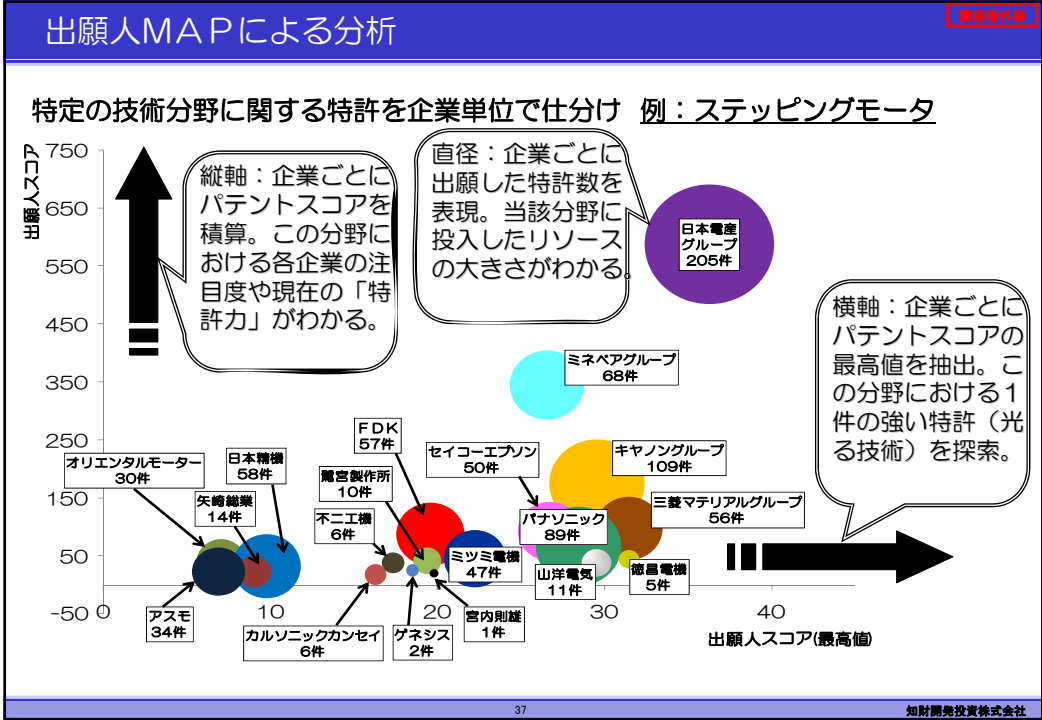 出願人MAPによる分析
関係者外秘
特定の技術分野に関する特許を企業単位で仕分け 例:ステッピングモータ
出願人スコア
750
650
550
450
350
250
150
50
-50
縦軸:企業ごとに
パテントスコアを
積算。この分野に
おける各企業の注
目度や現在の「特
許力」がわかる。
直径:企業ごとに
出願した特許数を
表現。当該分野に
投入したリソース
の大きさがわかる。
日本電産
グループ
205件
横軸:企業ごとに
パテントスコアの
最高値を抽出。こ
の分野における1
件の強い特許(光
る技術)を探索。
ミネベアグループ
68件
FDK
57件
セイコーエプソン
50件
キヤノングループ
109件
オリエンタルモーター
30件
日本精機
58件
鷺宮製作所
10件
矢崎総業
14件
不二工機
6件
パナソニック
89件
三菱マテリアルグループ
56件
ミツミ電機
47件
山洋電気
11件
徳昌電機
5件
アスモ
34件
カルソニックカンセイ
6件
ゲネシス
2件
宮内則雄
1件
0
10
20
30
40
出願人スコア(最高値)
37
知財開発投資株式会社